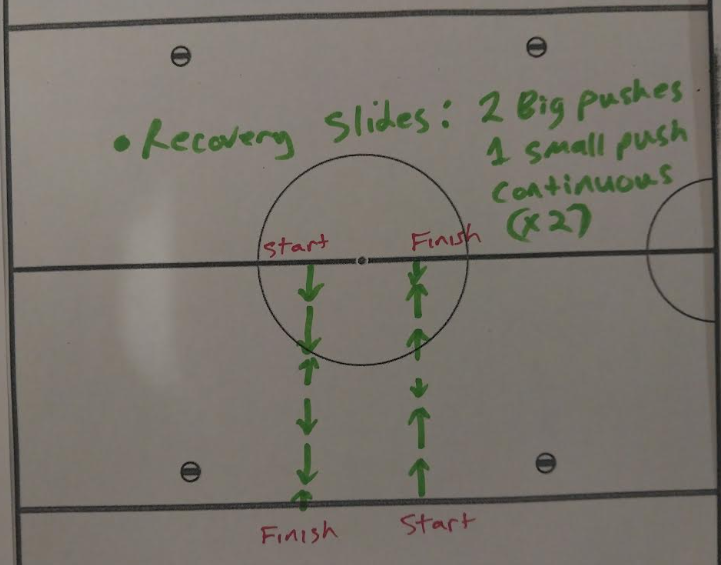 • Recovery Slides: 2 Big pushes
1 small push
continuous
(x2)
Start
Finish
Finish
Start